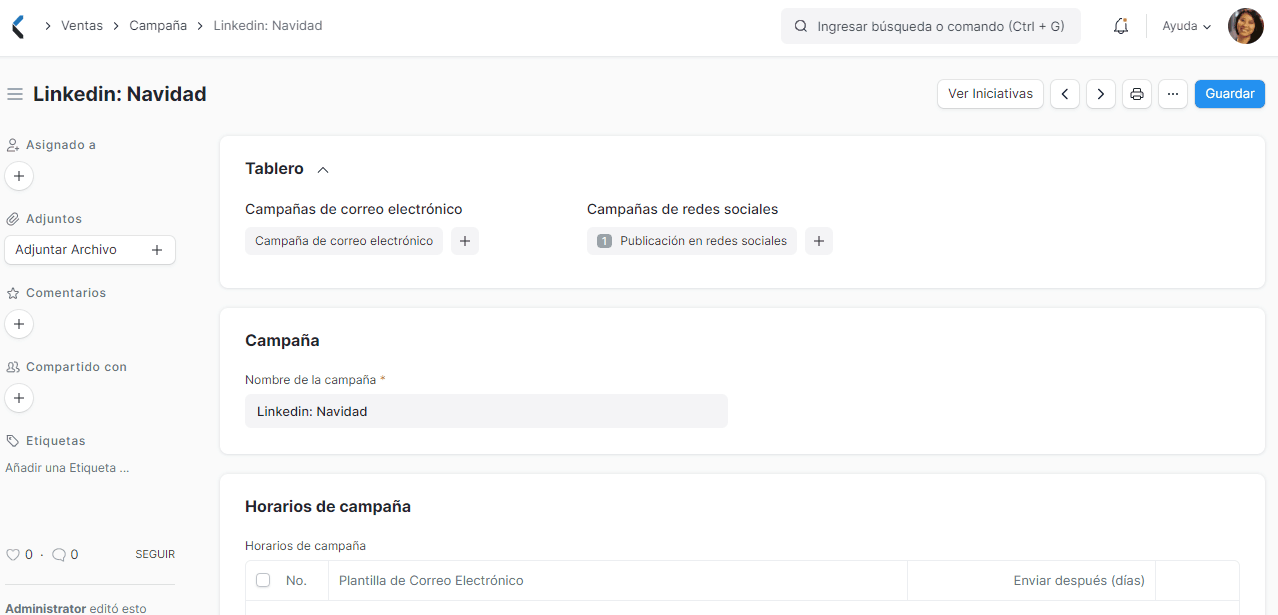 Ventas > Campaña > Linkedin: Navidad
Ingresar búsqueda o comando (Ctrl + G)
Ayuda
Linkedin: Navidad
Ver Iniciativas
Guardar
Asignado a
Adjuntos
Adjuntar Archivo
Comentarios
Compartido con
Etiquetas
Añadir una Etiqueta ...
0 · 0 SEGUIR
Administrator editó esto
Tablero
Campañas de correo electrónico
Campaña de correo electrónico
Campañas de redes sociales
1 Publicación en redes sociales
Campaña
Nombre de la campaña *
Linkedin: Navidad
Horarios de campaña
Horarios de campaña
No. Plantilla de Correo Electrónico Enviar después (días)